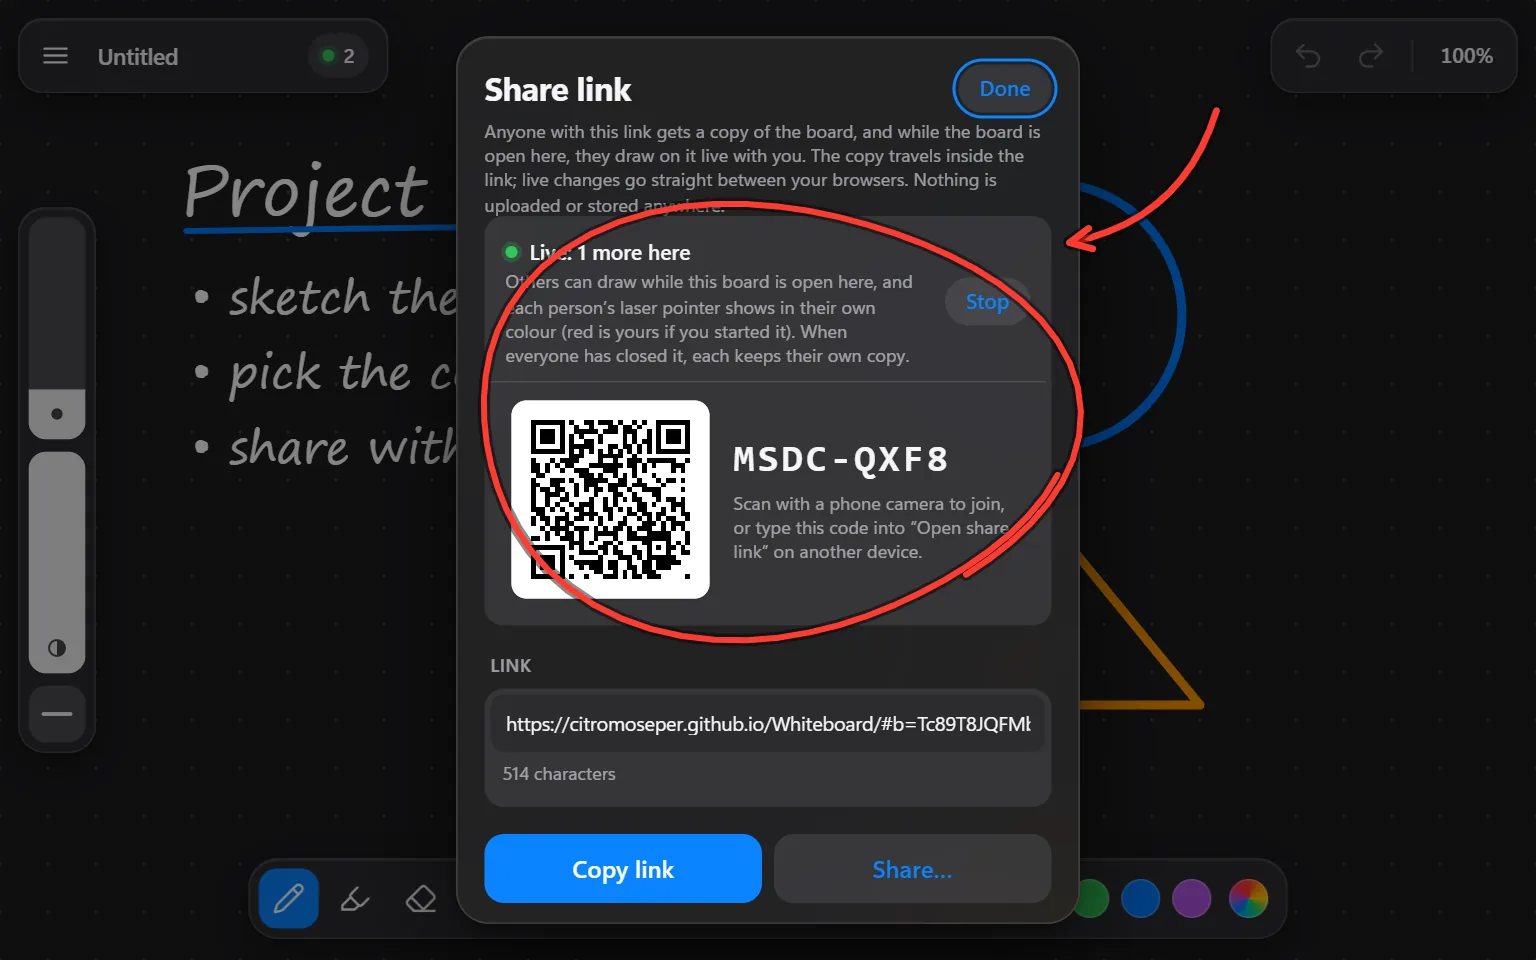 Untitled
2
100%
Share link
Done
Anyone with this link gets a copy of the board, and while the board is
open here, they draw on it live with you. The copy travels inside the
link; live changes go straight between your browsers. Nothing is
uploaded or stored anywhere.
Project
• sketch the
• pick the
• share with
Live: 1 more here
Others can draw while this board is open here, and
each person’s laser pointer shows in their own
colour (red is yours if you started it). When
everyone has closed it, each keeps their own copy.
Stop
MSDC-QXF8
Scan with a phone camera to join,
or type this code into “Open share
link” on another device.
LINK
https://citromoseper.github.io/Whiteboard/#b=Tc89T8JQFM
514 characters
Copy link
Share...